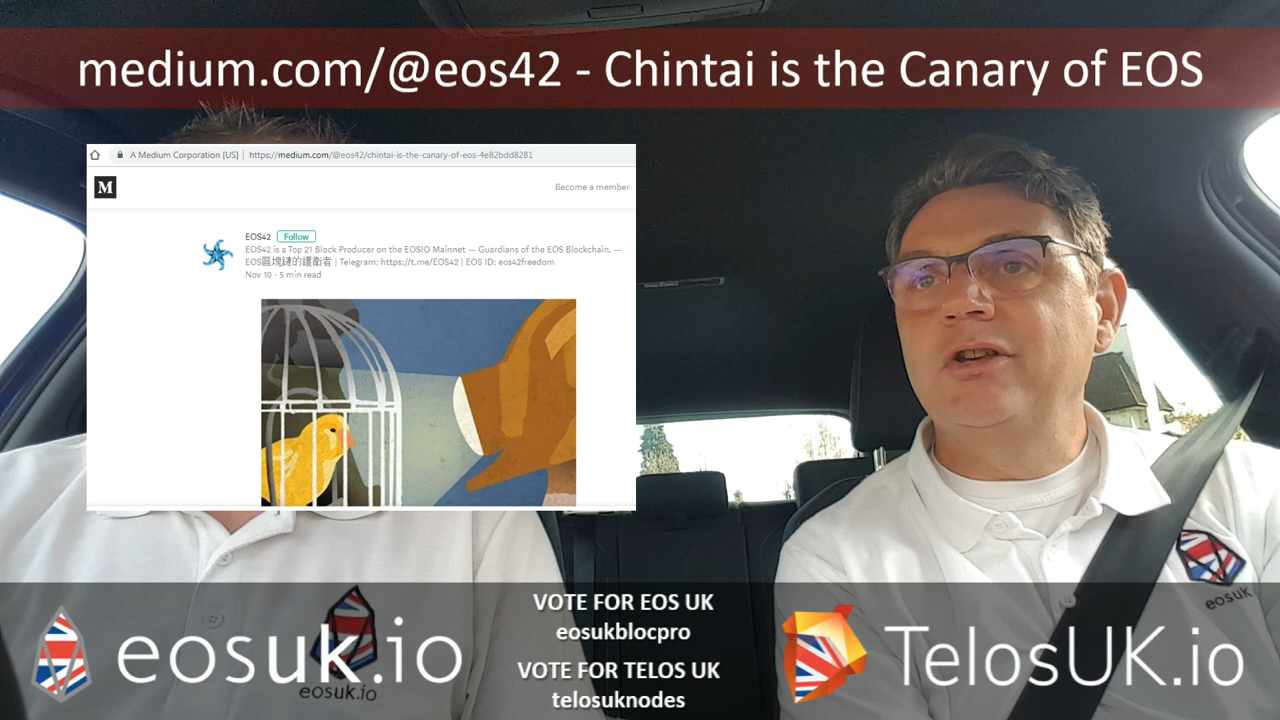 medium.com/@eos42 - Chintai is the Canary of EOS
A Medium Corporation [US] | https://medium.com/@eos42/chintai-is-the-canary-of-eos-4e82bdd8281
M
Become a member
EOS42 Follow
EOS42 is a Top 21 Block Producer on the EOSIO Mainnet — Guardians of the EOS Blockchain. —
EOS區塊鏈的護衛者 | Telegram: https://t.me/EOS42 | EOS ID: eos42freedom
Nov 10 · 5 min read
eosuk
eosuk.io
eosuk.io
VOTE FOR EOS UK
eosukblocpro
VOTE FOR TELOS UK
telosuknodes
TelosUK.io